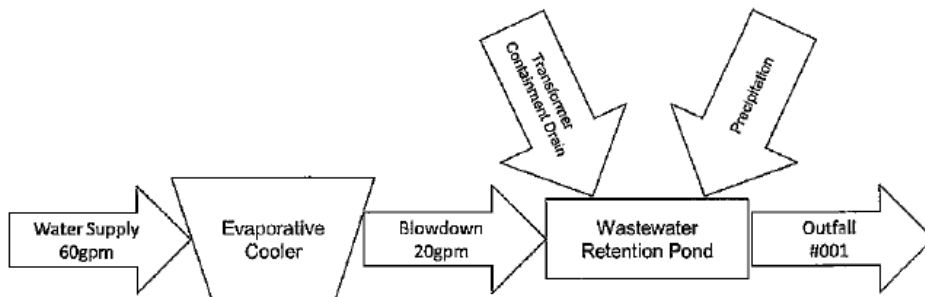 Transformer
Containment Drain
Precipitation
Water Supply
60gpm
Evaporative
Cooler
Blowdown
20gpm
Wastewater
Retention Pond
Outfall
#001